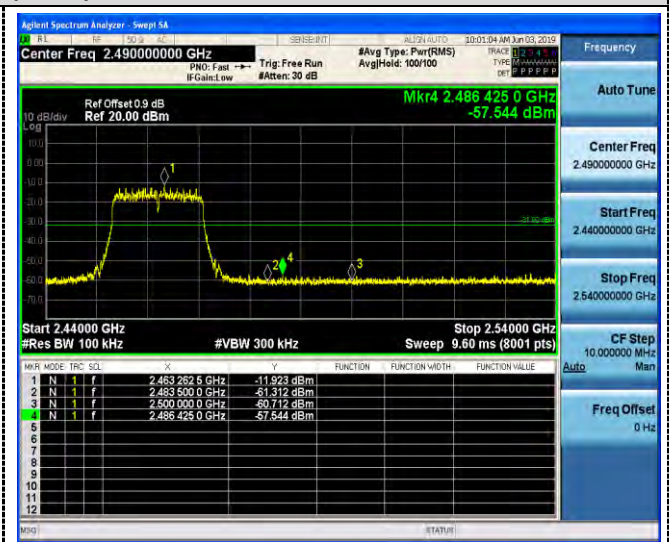 Agilent Spectrum Analyzer - Swept SA
RL RF 50 Ω AC SENSE:INT ALIGN AUTO 10:01:04 AM Jun 03, 2019
Center Freq 2.490000000 GHz
PNO: Fast Trig: Free Run
IFGain:Low #Atten: 30 dB
#Avg Type: Pwr(RMS)
Avg|Hold: 100/100
TRACE 1 2 3 4 5 6
TYPE M
DET P P P P P P
Frequency
Auto Tune
Mkr4 2.486 425 0 GHz
-57.544 dBm
Ref Offset 0.9 dB
10 dB/div Ref 20.00 dBm
Log
10.0
0.00
-10.0
-20.0
-30.0
-40.0
-50.0
-60.0
-70.0
1
2
4
3
Center Freq
2.490000000 GHz
Start Freq
2.440000000 GHz
Stop Freq
2.540000000 GHz
Start 2.44000 GHz Stop 2.54000 GHz
#Res BW 100 kHz #VBW 300 kHz Sweep 9.60 ms (8001 pts)
CF Step
10.000000 MHz
Auto Man
Freq Offset
0 Hz
MKR MODE TRC SCL X Y FUNCTION FUNCTION WIDTH FUNCTION VALUE
1 N 1 f 2.463 262 5 GHz -11.923 dBm
2 N 1 f 2.483 500 0 GHz -61.312 dBm
3 N 1 f 2.500 000 0 GHz -60.712 dBm
4 N 1 f 2.486 425 0 GHz -57.544 dBm
5
6
7
8
9
10
11
12
MSG STATUS